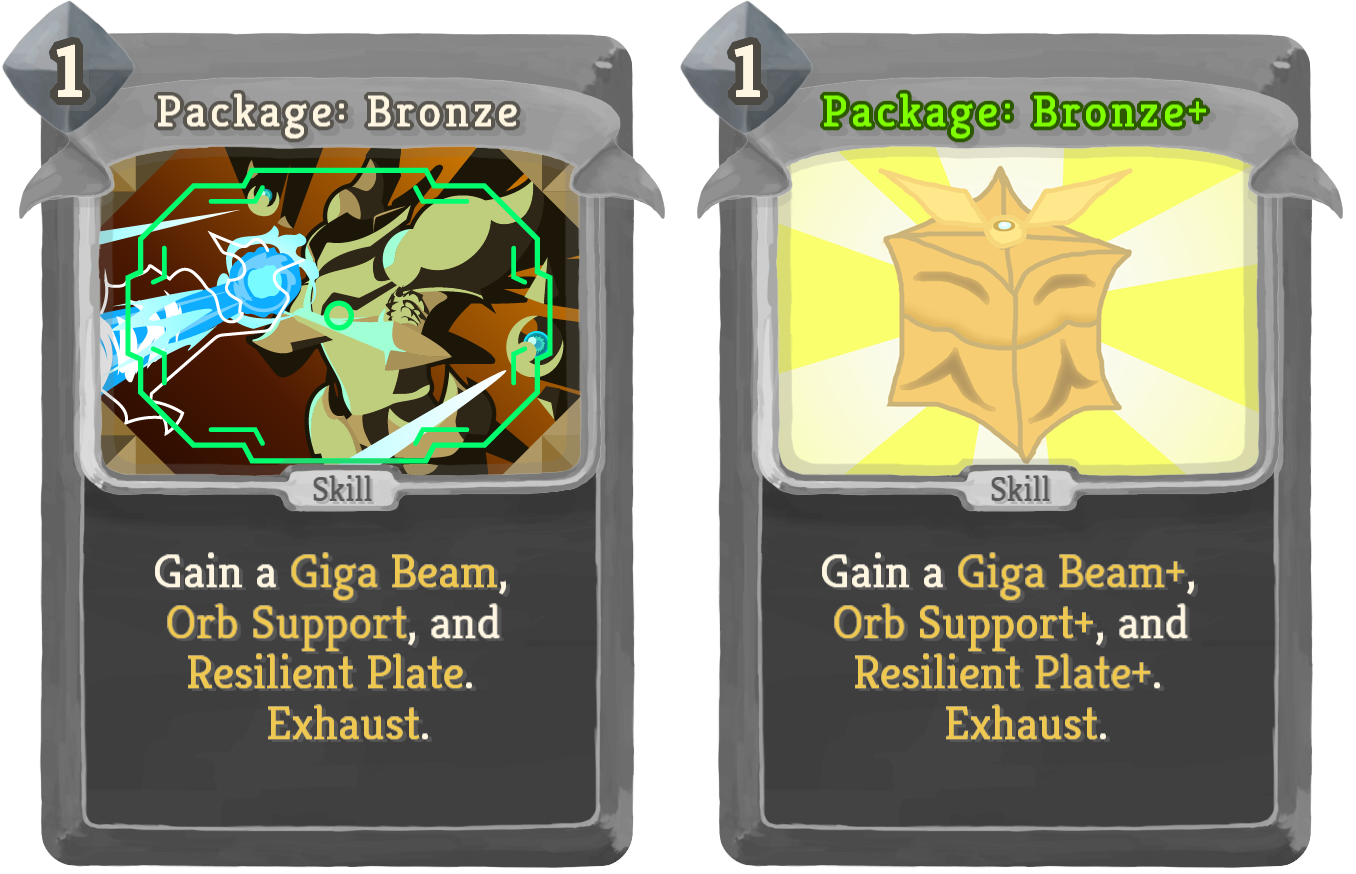 1
Package: Bronze
Skill
Gain a Giga Beam,
Orb Support, and
Resilient Plate.
Exhaust.
1
Package: Bronze+
Skill
Gain a Giga Beam+,
Orb Support+, and
Resilient Plate+.
Exhaust.